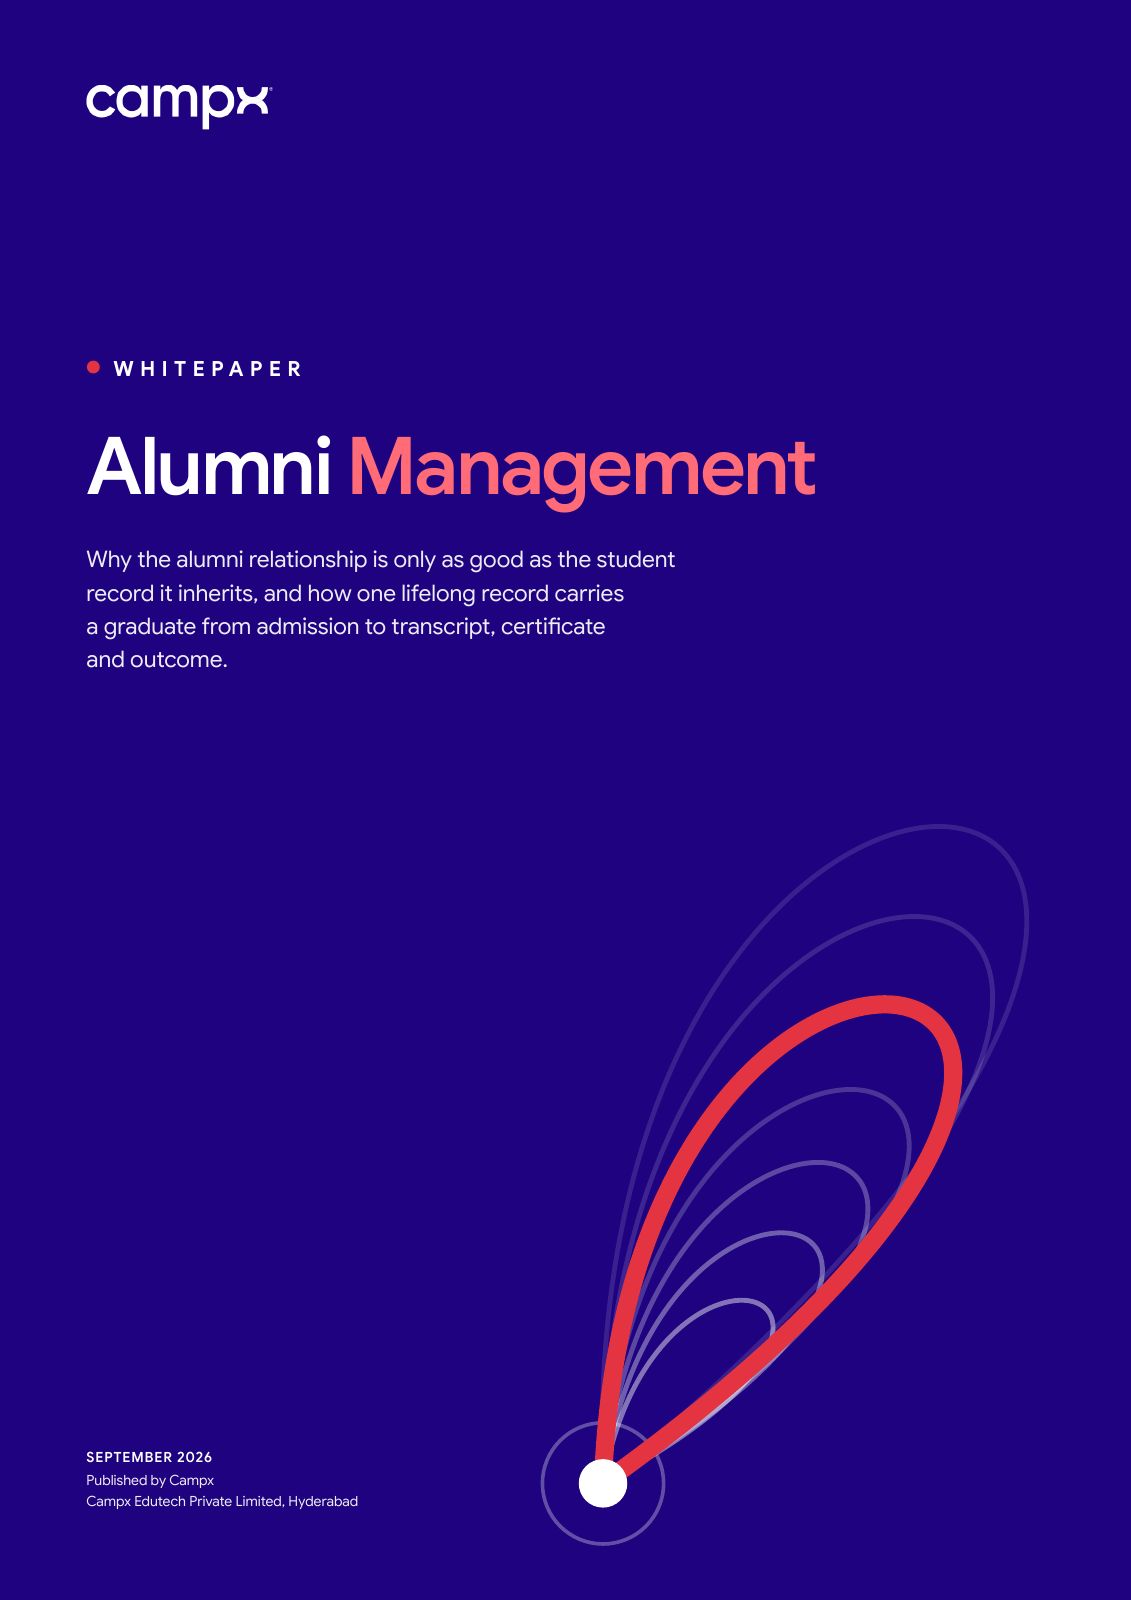 campx
WHITEPAPER
Alumni Management
Why the alumni relationship is only as good as the student
record it inherits, and how one lifelong record carries
a graduate from admission to transcript, certificate
and outcome.
SEPTEMBER 2026
Published by Campx
Campx Edutech Private Limited, Hyderabad